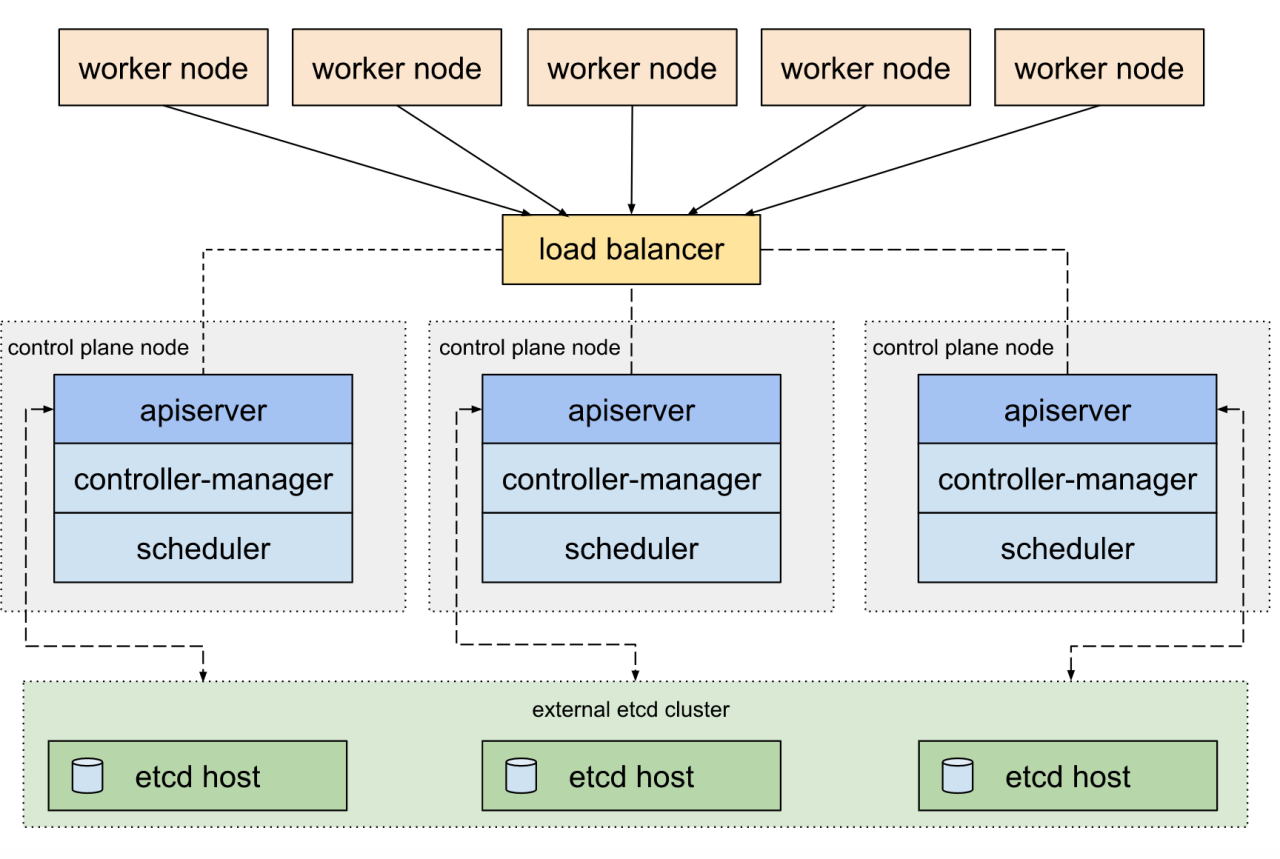 worker node
worker node
worker node
worker node
worker node
load balancer
control plane node
control plane node
control plane node
apiserver
apiserver
apiserver
controller-manager
controller-manager
controller-manager
scheduler
scheduler
scheduler
external etcd cluster
etcd host
etcd host
etcd host